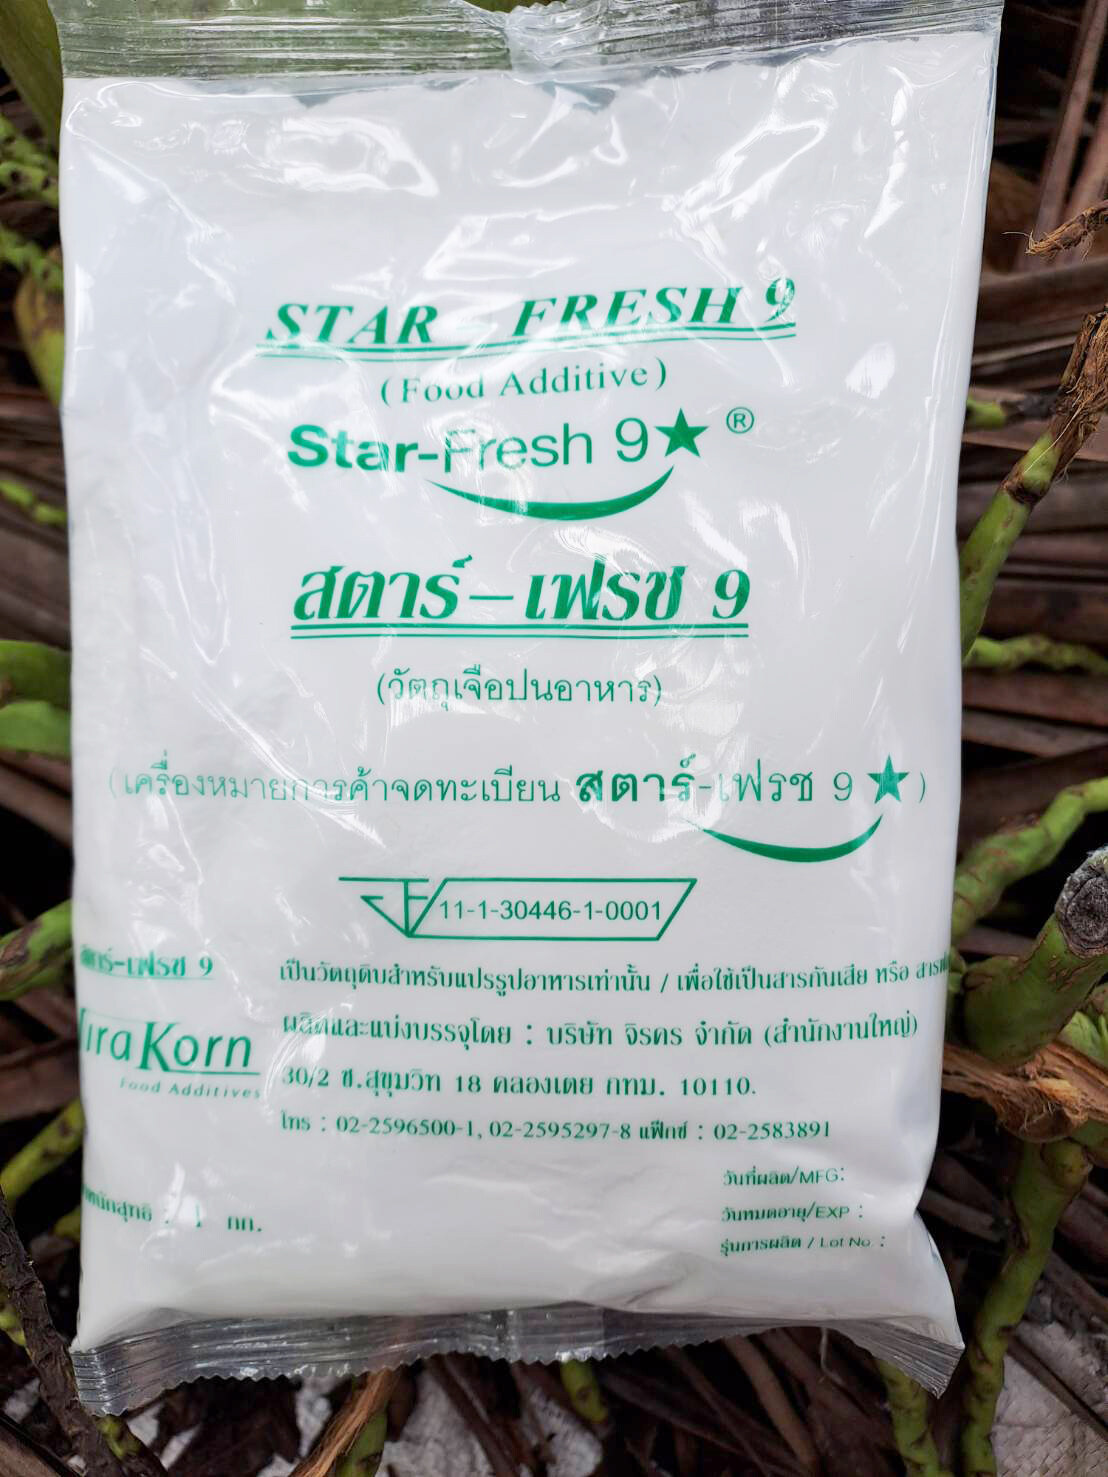 STAR - FRESH 9
(Food Additive)
Star-Fresh 9★ ®
สตาร์ – เฟรช 9
(วัตถุเจือปนอาหาร)
(เครื่องหมายการค้าจดทะเบียน สตาร์-เฟรช 9 ★)
11-1-30446-1-0001
สตาร์-เฟรช 9
เป็นวัตถุดิบสำหรับแปรรูปอาหารเท่านั้น / เพื่อใช้เป็นสารกันเสีย หรือ
JiraKorn
Food Additives
ผลิตและแบ่งบรรจุโดย : บริษัท จิรคร จำกัด (สำนักงานใหญ่)
30/2 ซ.สุขุมวิท 18 คลองเตย กทม. 10110.
โทร : 02-2596500-1, 02-2595297-8 แฟ๊กซ์ : 02-2583891
น้ำหนักสุทธิ : 1 กก.
วันที่ผลิต/MFG:
วันหมดอายุ/EXP :
รุ่นการผลิต / Lot No. :